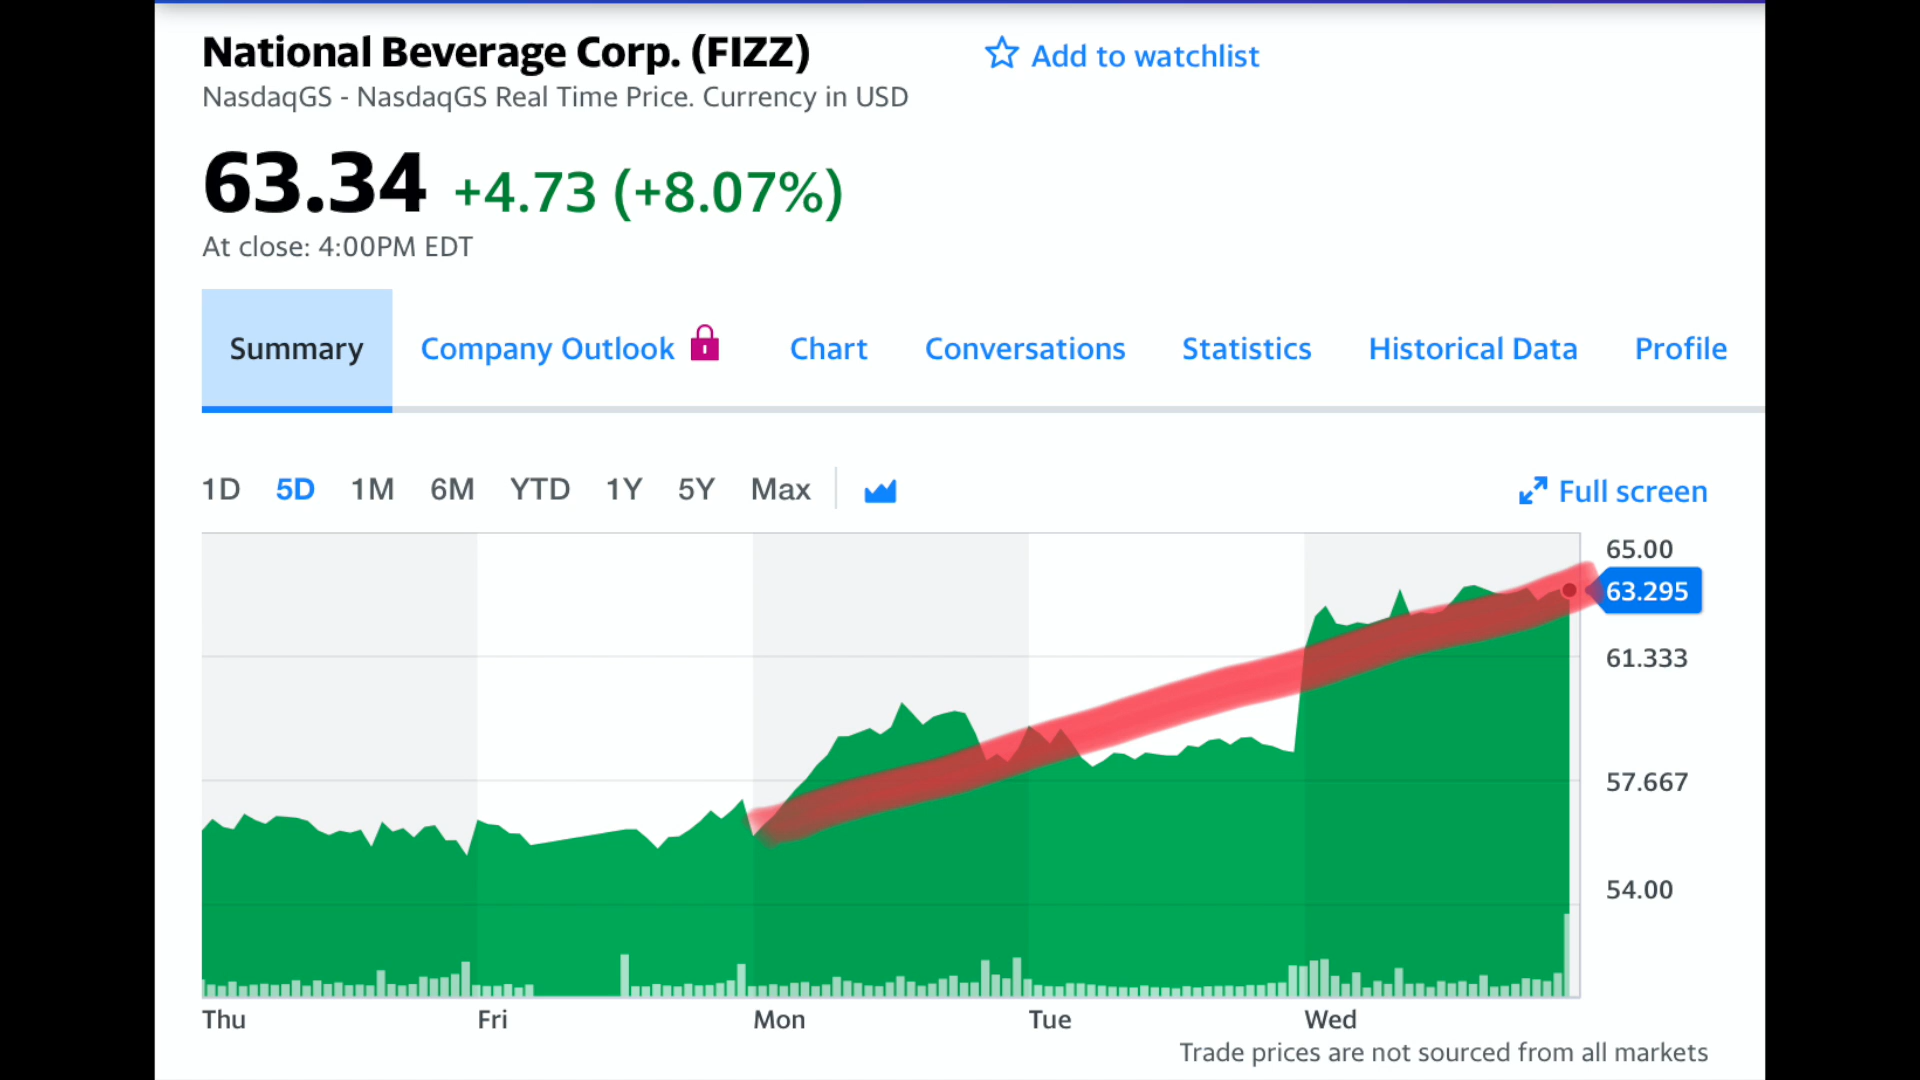 National Beverage Corp. (FIZZ)
Add to watchlist
NasdaqGS - NasdaqGS Real Time Price. Currency in USD
63.34 +4.73 (+8.07%)
At close: 4:00PM EDT
Summary Company Outlook Chart Conversations Statistics Historical Data Profile
1D 5D 1M 6M YTD 1Y 5Y Max Full screen
65.00
63.295
61.333
57.667
54.00
Thu Fri Mon Tue Wed
Trade prices are not sourced from all markets